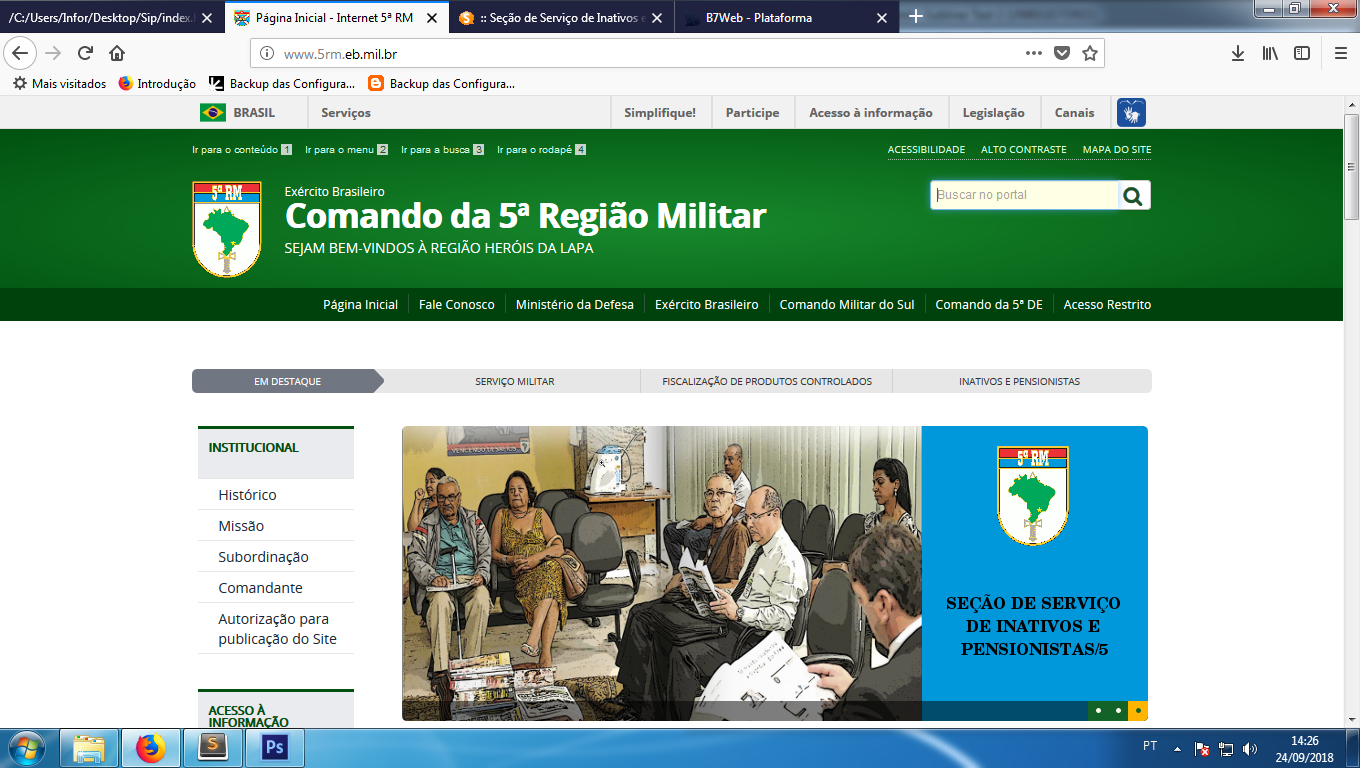 /C:/Users/Infor/Desktop/Sip/index.
Página Inicial - Internet 5ª RM
:: Seção de Serviço de Inativos e
B7Web - Plataforma
www.5rm.eb.mil.br
Mais visitados
Introdução
Backup das Configura...
Backup das Configura...
BRASIL
Serviços
Simplifique!
Participe
Acesso à informação
Legislação
Canais
Ir para o conteúdo 1
Ir para o menu 2
Ir para a busca 3
Ir para o rodapé 4
ACESSIBILIDADE
ALTO CONTRASTE
MAPA DO SITE
5ª RM
Exército Brasileiro
Comando da 5ª Região Militar
SEJAM BEM-VINDOS À REGIÃO HERÓIS DA LAPA
Buscar no portal
Página Inicial
Fale Conosco
Ministério da Defesa
Exército Brasileiro
Comando Militar do Sul
Comando da 5ª DE
Acesso Restrito
EM DESTAQUE
SERVIÇO MILITAR
FISCALIZAÇÃO DE PRODUTOS CONTROLADOS
INATIVOS E PENSIONISTAS
INSTITUCIONAL
Histórico
Missão
Subordinação
Comandante
Autorização para
publicação do Site
ACESSO À
INFORMAÇÃO
VENCENDO DESAFIOS
5ª RM
SEÇÃO DE SERVIÇO
DE INATIVOS E
PENSIONISTAS/5
S
Ps
PT
14:26
24/09/2018